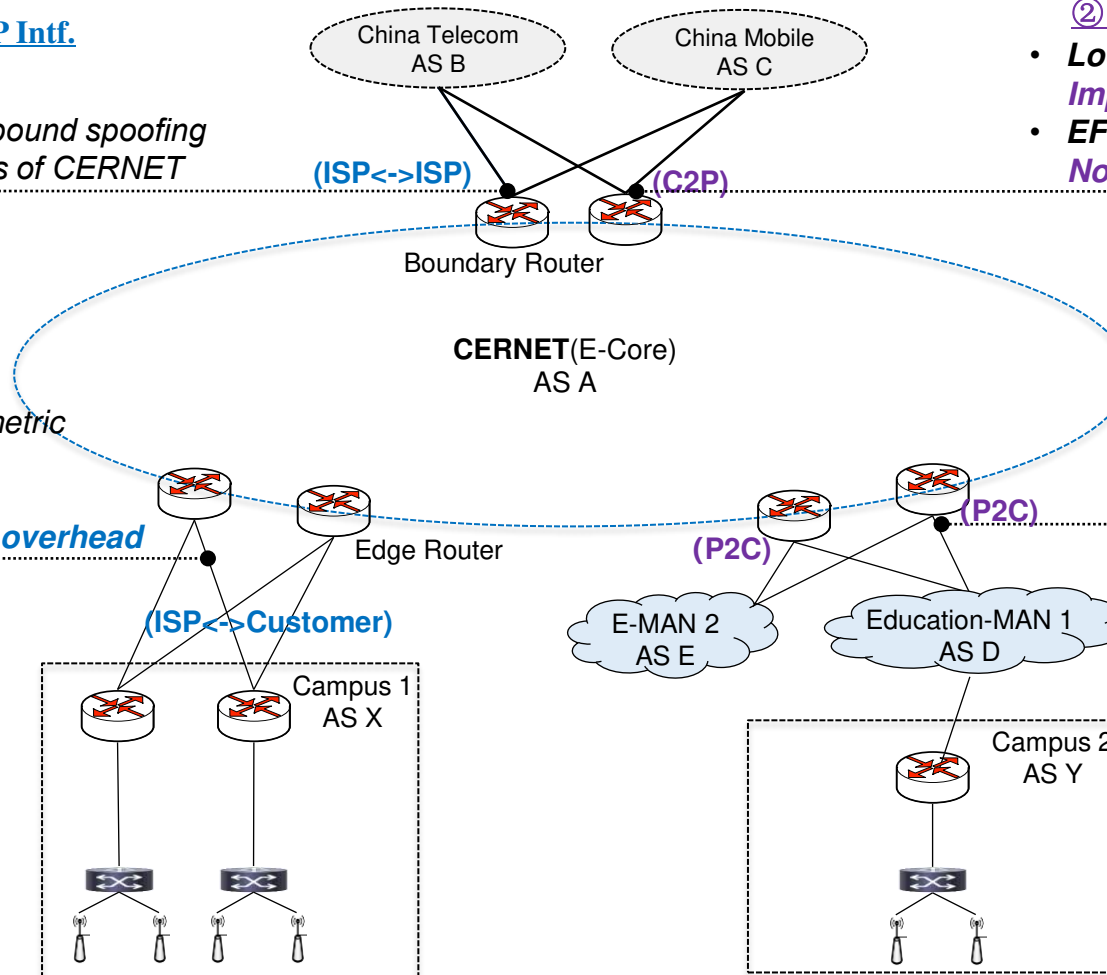 P Intf.
China Telecom
AS B
China Mobile
AS C
②
• Lo
Imp
• EF
No
bound spoofing
s of CERNET
(ISP<->ISP)
(C2P)
Boundary Router
CERNET(E-Core)
AS A
netric
overhead
Edge Router
(P2C)
(P2C)
(ISP<->Customer)
E-MAN 2
AS E
Education-MAN 1
AS D
Campus 1
AS X
Campus 2
AS Y